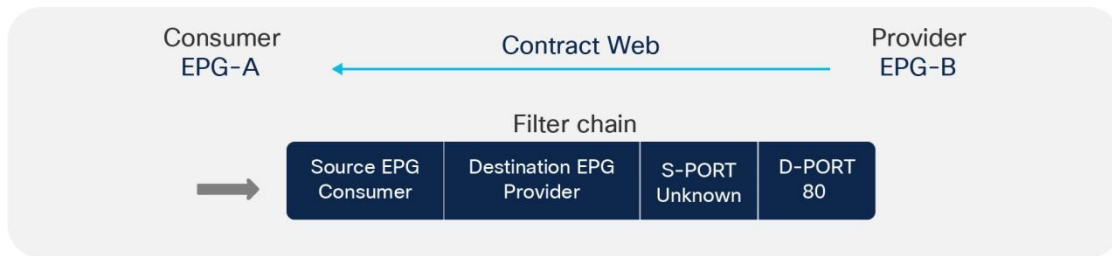 Consumer
EPG-A
Contract Web
Provider
EPG-B
Filter chain
Source EPG
Consumer
Destination EPG
Provider
S-PORT
Unknown
D-PORT
80